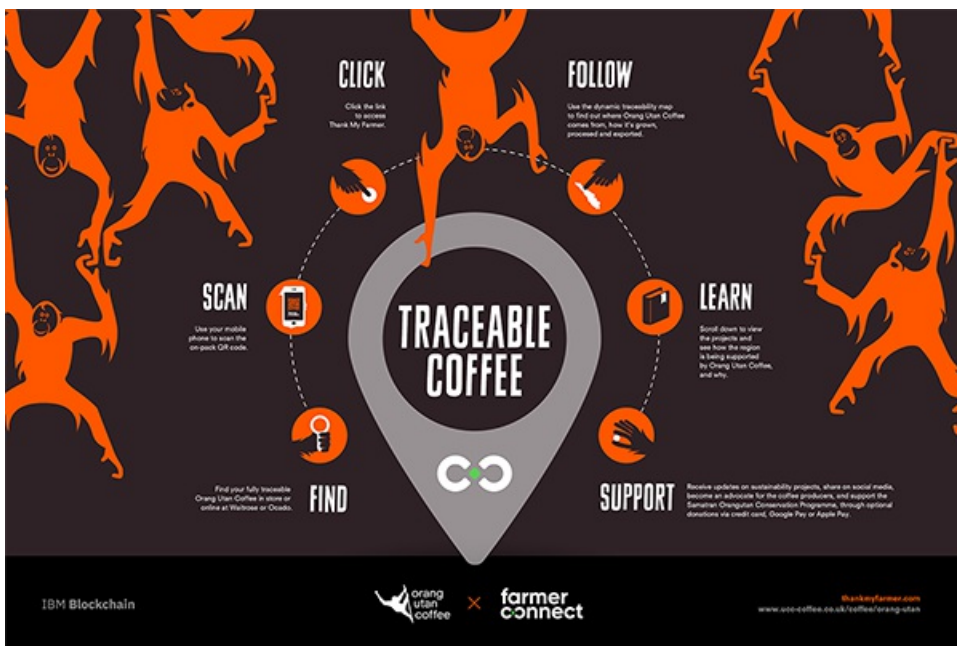 CLICK
Click the link
to access
Thank My Farmer.
FOLLOW
Use the dynamic traceability map
to find out where Orang Utan Coffee
comes from, how it's grown,
processed and exported.
SCAN
Use your mobile
phone to scan the
on-pack QR code.
TRACEABLE
COFFEE
LEARN
Scroll down to view
the projects and
see how the region
is being supported
by Orang Utan Coffee,
and why.
Find your fully traceable
Orang Utan Coffee in store or
online at Waitrose or Ocado.
FIND
SUPPORT
Receive updates on sustainability projects, share on social media,
become an advocate for the coffee producers, and support the
Sumatran Orangutan Conservation Programme, through optional
donations via credit card, Google Pay or Apple Pay.
IBM Blockchain
orang
utan
coffee
×
farmer
connect
thankmyfarmer.com
www.ucc-coffee.co.uk/coffee/orang-utan